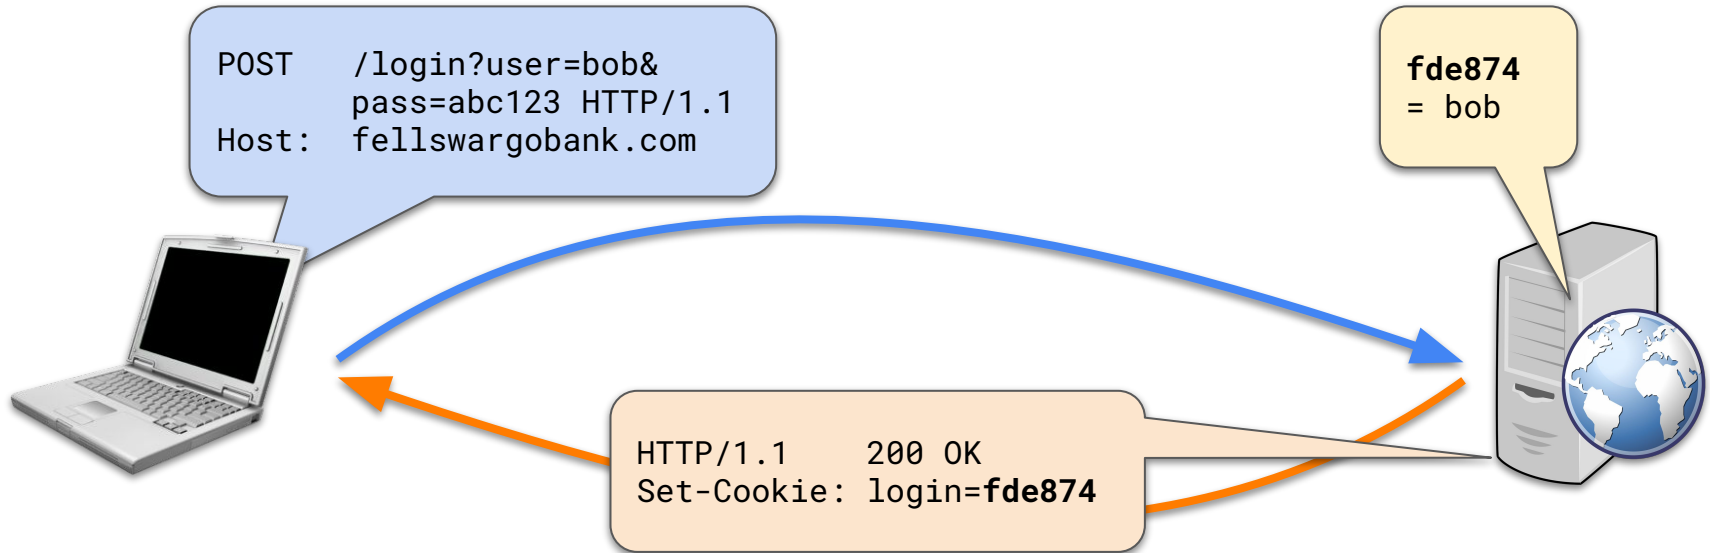 POST /login?user=bob&
pass=abc123 HTTP/1.1
Host: fellswargobank.com
fde874
= bob
HTTP/1.1 200 OK
Set-Cookie: login=fde874